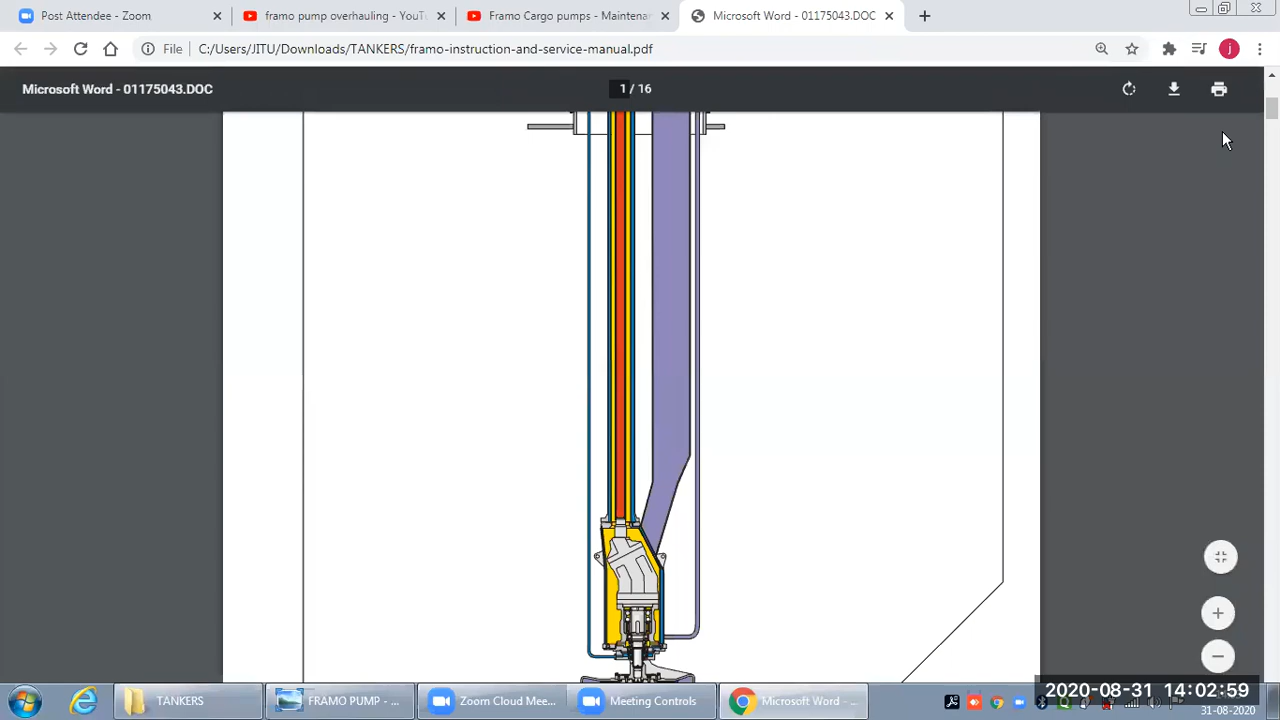 Post Attendee - Zoom
framo pump overhauling - YouT
Framo Cargo pumps - Maintena
Microsoft Word - 01175043.DOC
File
C:/Users/JITU/Downloads/TANKERS/framo-instruction-and-service-manual.pdf
j
Microsoft Word - 01175043.DOC
1 / 16
TANKERS
FRAMO PUMP - ...
Zoom Cloud Mee...
Meeting Controls
Microsoft Word - ...
2020-08-31 14:02:59
31-08-2020